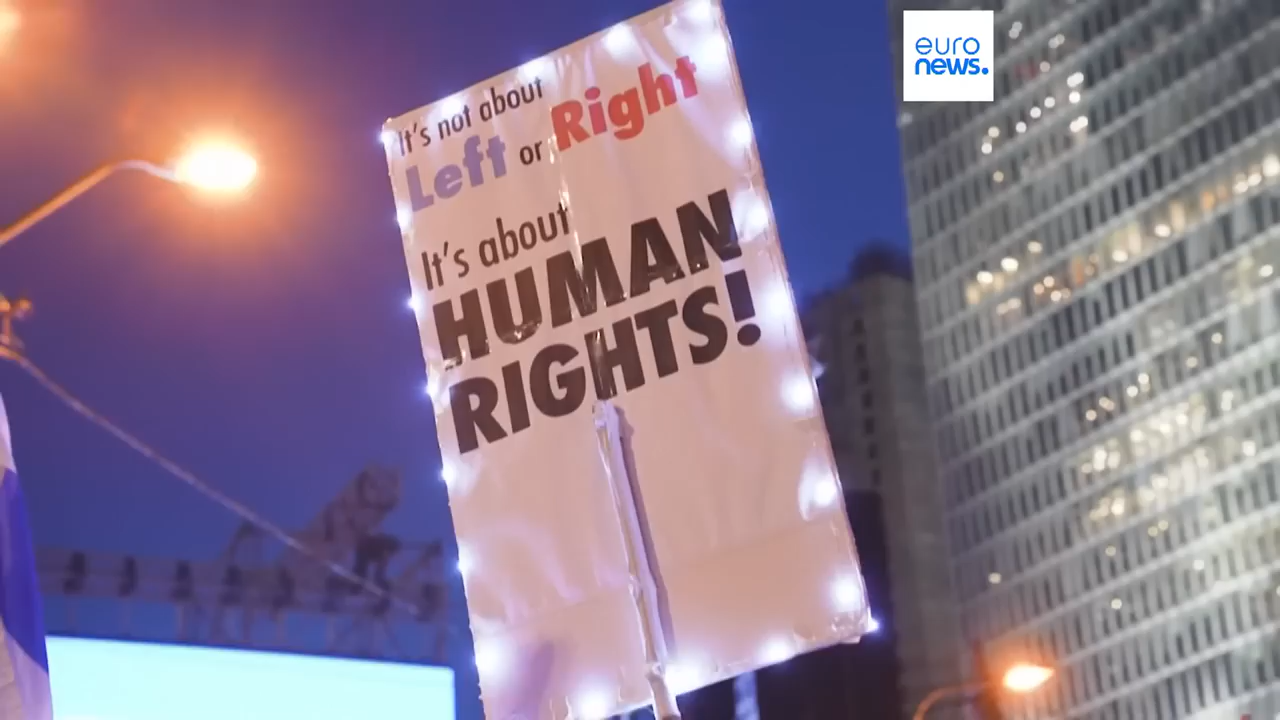 It's not about
Left or Right
It's about
HUMAN
RIGHTS!
euro
news.